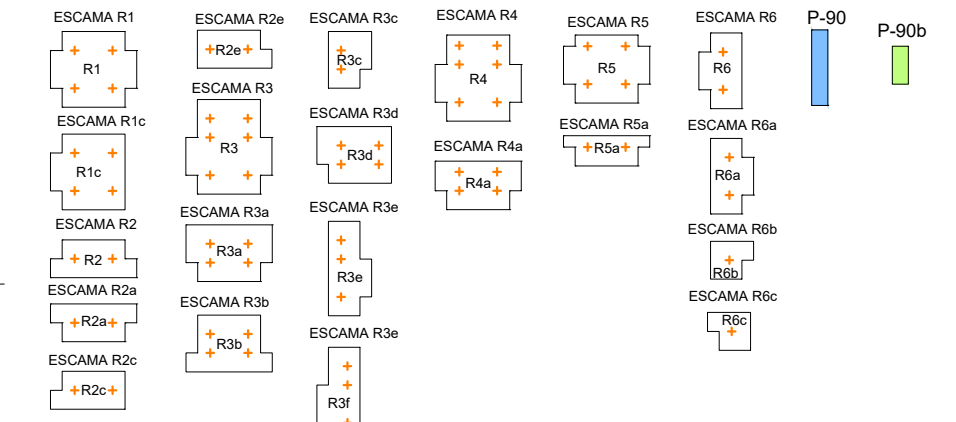 ESCAMA R1
R1
ESCAMA R1c
R1c
ESCAMA R2
R2
ESCAMA R2a
R2a
ESCAMA R2c
R2c
ESCAMA R2e
R2e
ESCAMA R3
R3
ESCAMA R3a
R3a
ESCAMA R3b
R3b
ESCAMA R3c
R3c
ESCAMA R3d
R3d
ESCAMA R3e
R3e
ESCAMA R3e
R3f
ESCAMA R4
R4
ESCAMA R4a
R4a
ESCAMA R5
R5
ESCAMA R5a
R5a
ESCAMA R6
R6
ESCAMA R6a
R6a
ESCAMA R6b
R6b
ESCAMA R6c
R6c
P-90
P-90b